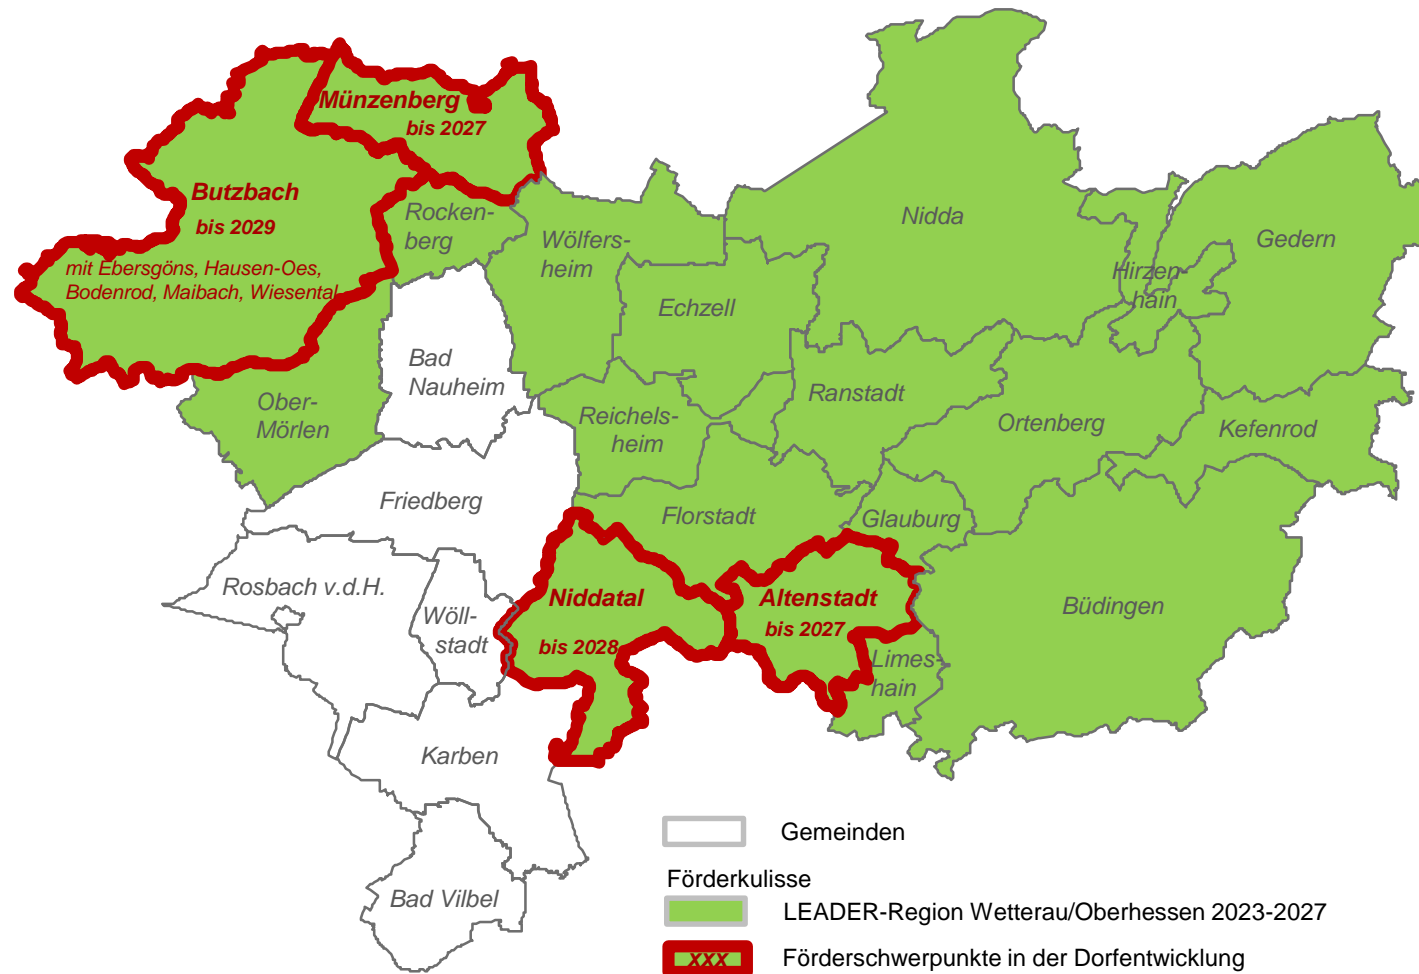 Münzenberg
bis 2027
Butzbach
bis 2029
mit Ebersgöns, Hausen-Oes,
Bodenrod, Maibach, Wiesental
Rocken-
berg
Wölfers-
heim
Nidda
Gedern
Hirzen-
hain
Echzell
Bad
Nauheim
Ober-
Mörlen
Reichels-
heim
Ranstadt
Ortenberg
Kefenrod
Friedberg
Florstadt
Glauburg
Rosbach v.d.H.
Wöll-
stadt
Niddatal
bis 2028
Altenstadt
bis 2027
Büdingen
Limes-
hain
Karben
Bad Vilbel
Gemeinden
Förderkulisse
LEADER-Region Wetterau/Oberhessen 2023-2027
XXX Förderschwerpunkte in der Dorfentwicklung